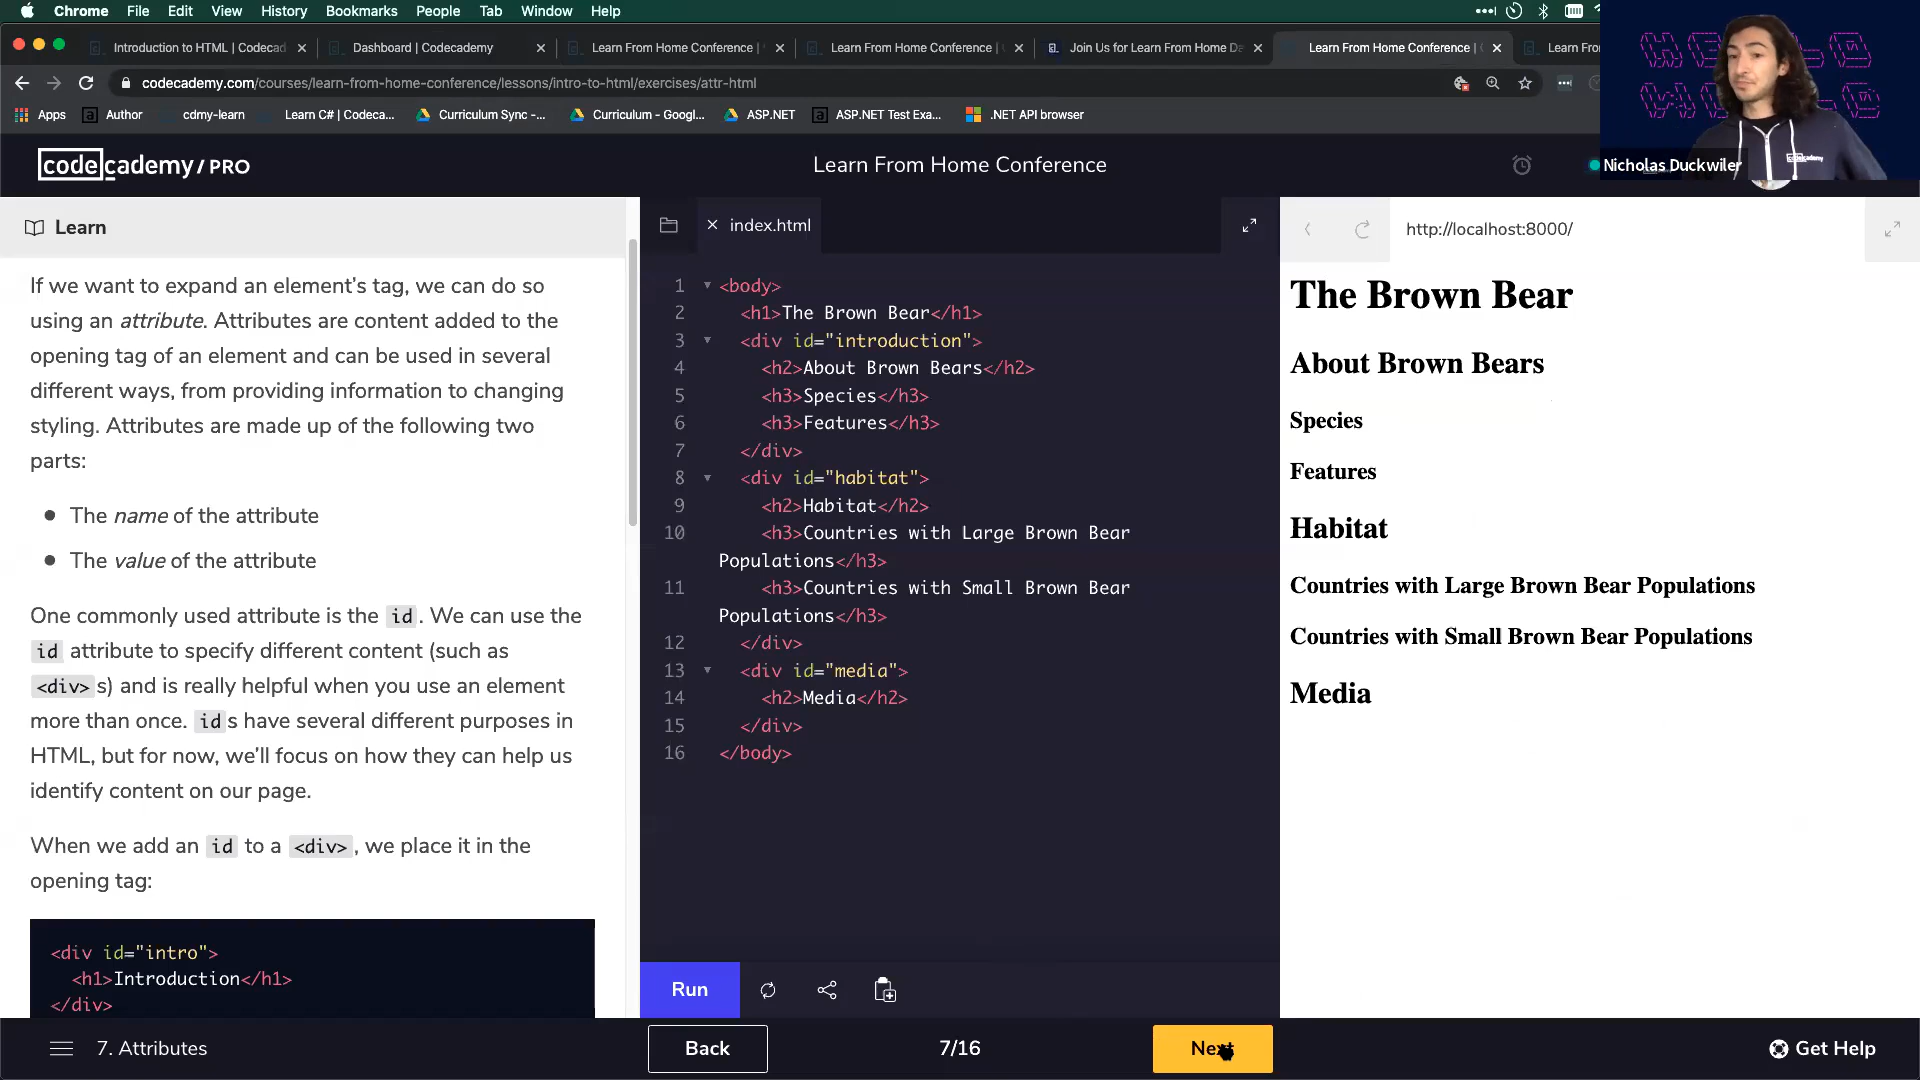 Chrome File Edit View History Bookmarks People Tab Window Help
Introduction to HTML | Codecad
Dashboard | Codecademy
Learn From Home Conference |
Learn From Home Conference |
Join Us for Learn From Home Da
Learn From Home Conference |
Learn Fro
codecademy.com/courses/learn-from-home-conference/lessons/intro-to-html/exercises/attr-html
Apps Author cdmy-learn Learn C# | Codeca... Curriculum Sync -... Curriculum - Googl... ASP.NET ASP.NET Test Exa... .NET API browser
Nicholas Duckwiler
codecademy / PRO
Learn From Home Conference
Learn
If we want to expand an element's tag, we can do so
using an attribute. Attributes are content added to the
opening tag of an element and can be used in several
different ways, from providing information to changing
styling. Attributes are made up of the following two
parts:
The name of the attribute
The value of the attribute
One commonly used attribute is the id. We can use the
id attribute to specify different content (such as
<div>s) and is really helpful when you use an element
more than once. ids have several different purposes in
HTML, but for now, we'll focus on how they can help us
identify content on our page.
When we add an id to a <div>, we place it in the
opening tag:
<div id="intro">
<h1>Introduction</h1>
</div>
index.html
1 <body>
2 <h1>The Brown Bear</h1>
3 <div id="introduction">
4 <h2>About Brown Bears</h2>
5 <h3>Species</h3>
6 <h3>Features</h3>
7 </div>
8 <div id="habitat">
9 <h2>Habitat</h2>
10 <h3>Countries with Large Brown Bear
Populations</h3>
11 <h3>Countries with Small Brown Bear
Populations</h3>
12 </div>
13 <div id="media">
14 <h2>Media</h2>
15 </div>
16 </body>
Run
http://localhost:8000/
The Brown Bear
About Brown Bears
Species
Features
Habitat
Countries with Large Brown Bear Populations
Countries with Small Brown Bear Populations
Media
7. Attributes
Back
7/16
Next
Get Help